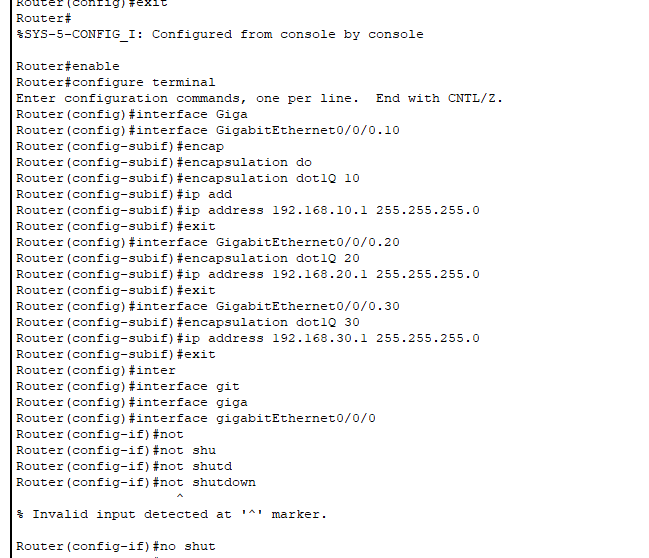 Router(config)#exit
Router#
%SYS-5-CONFIG_I: Configured from console by console
Router#enable
Router#configure terminal
Enter configuration commands, one per line.  End with CNTL/Z.
Router(config)#interface Giga
Router(config)#interface GigabitEthernet0/0/0.10
Router(config-subif)#encap
Router(config-subif)#encapsulation do
Router(config-subif)#encapsulation dot1Q 10
Router(config-subif)#ip add
Router(config-subif)#ip address 192.168.10.1 255.255.255.0
Router(config-subif)#exit
Router(config)#interface GigabitEthernet0/0/0.20
Router(config-subif)#encapsulation dot1Q 20
Router(config-subif)#ip address 192.168.20.1 255.255.255.0
Router(config-subif)#exit
Router(config)#interface GigabitEthernet0/0/0.30
Router(config-subif)#encapsulation dot1Q 30
Router(config-subif)#ip address 192.168.30.1 255.255.255.0
Router(config-subif)#exit
Router(config)#inter
Router(config)#interface git
Router(config)#interface giga
Router(config)#interface gigabitEthernet0/0/0
Router(config-if)#not
Router(config-if)#not shu
Router(config-if)#not shutd
Router(config-if)#not shutdown
^
% Invalid input detected at '^' marker.
Router(config-if)#no shut